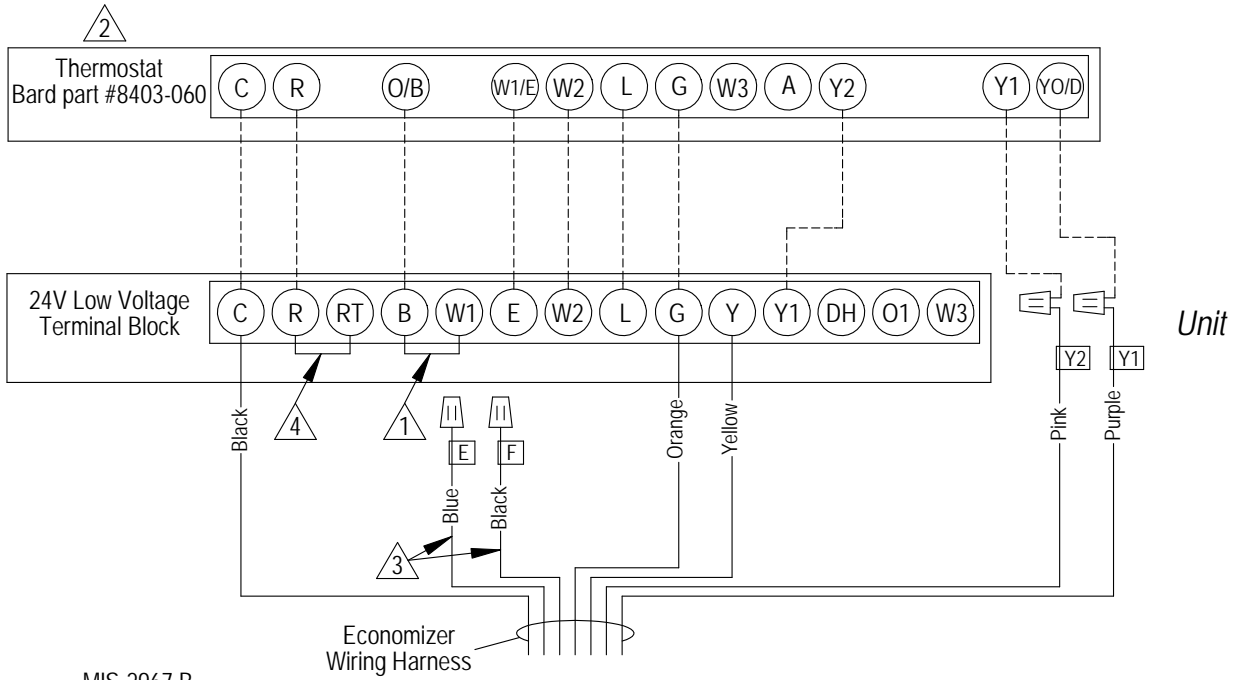 2
Thermostat
Bard part #8403-060
C R O/B W1/E W2 L G W3 A Y2 Y1 YO/D
24V Low Voltage
Terminal Block
C R RT B W1 E W2 L G Y Y1 DH O1 W3
Unit
Y2 Y1
4 1
E F
Black
Blue
Black
Orange
Yellow
Pink
Purple
3
Economizer
Wiring Harness